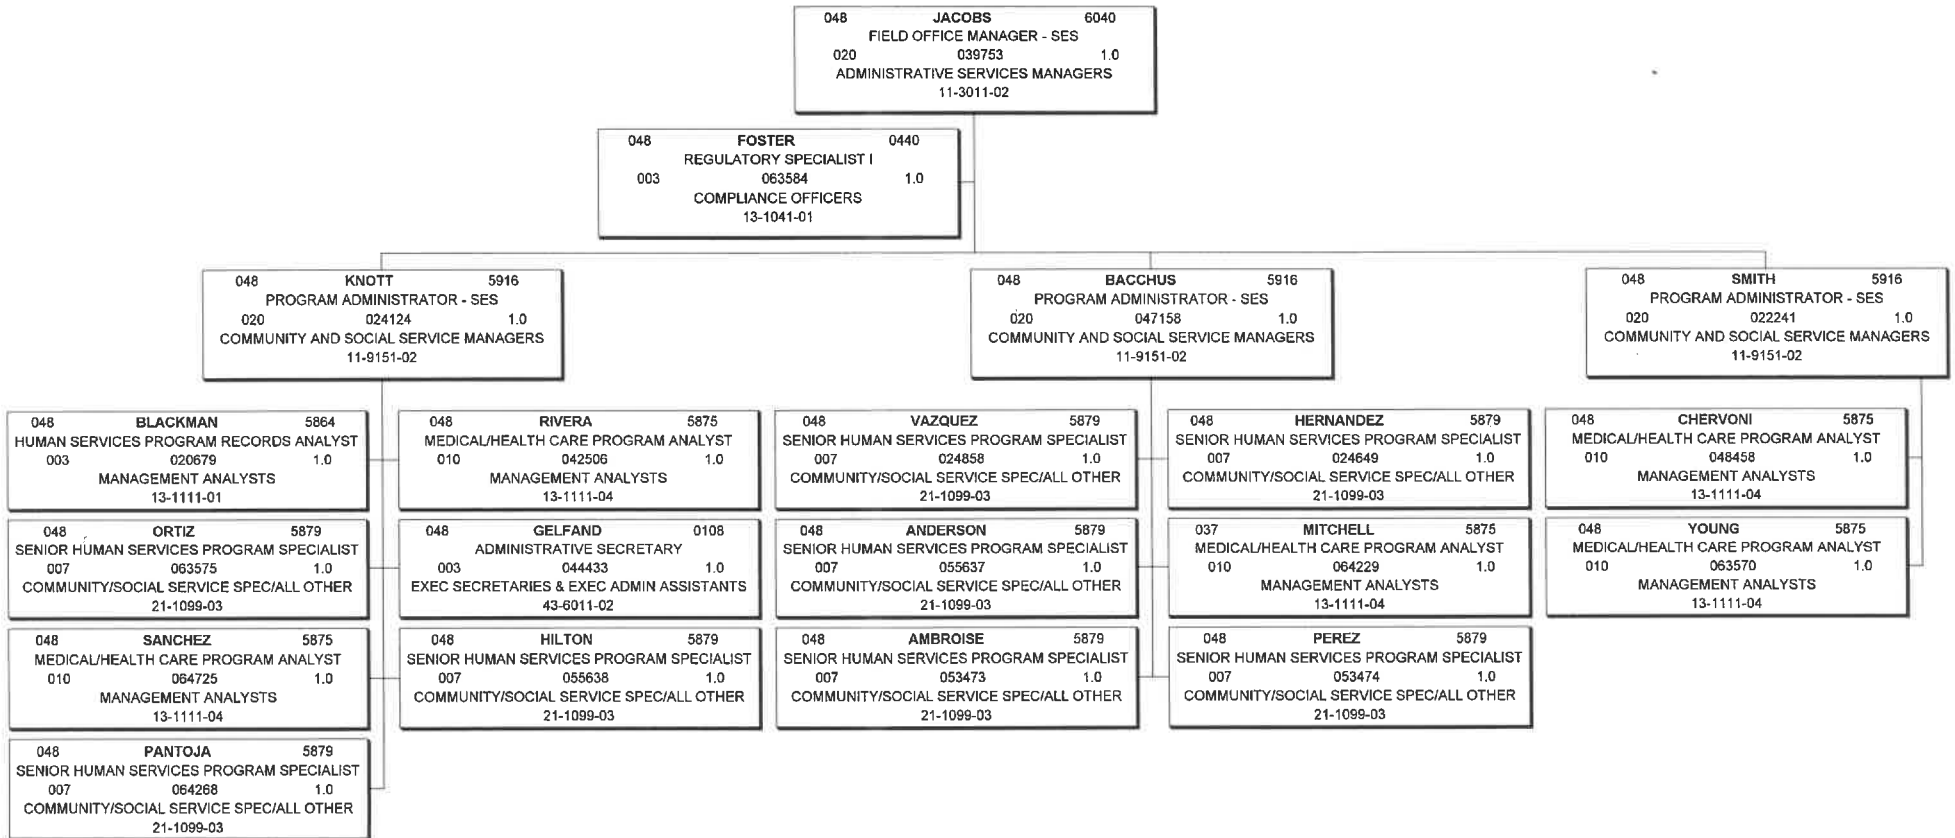 048 JACOBS 6040
FIELD OFFICE MANAGER - SES
020 039753 1.0
ADMINISTRATIVE SERVICES MANAGERS
11-3011-02
048 FOSTER 0440
REGULATORY SPECIALIST I
003 063584 1.0
COMPLIANCE OFFICERS
13-1041-01
048 KNOTT 5916
PROGRAM ADMINISTRATOR - SES
020 024124 1.0
COMMUNITY AND SOCIAL SERVICE MANAGERS
11-9151-02
048 BACCHUS 5916
PROGRAM ADMINISTRATOR - SES
020 047158 1.0
COMMUNITY AND SOCIAL SERVICE MANAGERS
11-9151-02
048 SMITH 5916
PROGRAM ADMINISTRATOR - SES
020 022241 1.0
COMMUNITY AND SOCIAL SERVICE MANAGERS
11-9151-02
048 BLACKMAN 5864
HUMAN SERVICES PROGRAM RECORDS ANALYST
003 020679 1.0
MANAGEMENT ANALYSTS
13-1111-01
048 RIVERA 5875
MEDICAL/HEALTH CARE PROGRAM ANALYST
010 042506 1.0
MANAGEMENT ANALYSTS
13-1111-04
048 VAZQUEZ 5879
SENIOR HUMAN SERVICES PROGRAM SPECIALIST
007 024858 1.0
COMMUNITY/SOCIAL SERVICE SPEC/ALL OTHER
21-1099-03
048 HERNANDEZ 5879
SENIOR HUMAN SERVICES PROGRAM SPECIALIST
007 024649 1.0
COMMUNITY/SOCIAL SERVICE SPEC/ALL OTHER
21-1099-03
048 CHERVONI 5875
MEDICAL/HEALTH CARE PROGRAM ANALYST
010 048458 1.0
MANAGEMENT ANALYSTS
13-1111-04
048 ORTIZ 5879
SENIOR HUMAN SERVICES PROGRAM SPECIALIST
007 063575 1.0
COMMUNITY/SOCIAL SERVICE SPEC/ALL OTHER
21-1099-03
048 GELFAND 0108
ADMINISTRATIVE SECRETARY
003 044433 1.0
EXEC SECRETARIES & EXEC ADMIN ASSISTANTS
43-6011-02
048 ANDERSON 5879
SENIOR HUMAN SERVICES PROGRAM SPECIALIST
007 055637 1.0
COMMUNITY/SOCIAL SERVICE SPEC/ALL OTHER
21-1099-03
037 MITCHELL 5875
MEDICAL/HEALTH CARE PROGRAM ANALYST
010 064229 1.0
MANAGEMENT ANALYSTS
13-1111-04
048 YOUNG 5875
MEDICAL/HEALTH CARE PROGRAM ANALYST
010 063570 1.0
MANAGEMENT ANALYSTS
13-1111-04
048 SANCHEZ 5875
MEDICAL/HEALTH CARE PROGRAM ANALYST
010 064725 1.0
MANAGEMENT ANALYSTS
13-1111-04
048 HILTON 5879
SENIOR HUMAN SERVICES PROGRAM SPECIALIST
007 055638 1.0
COMMUNITY/SOCIAL SERVICE SPEC/ALL OTHER
21-1099-03
048 AMBROISE 5879
SENIOR HUMAN SERVICES PROGRAM SPECIALIST
007 053473 1.0
COMMUNITY/SOCIAL SERVICE SPEC/ALL OTHER
21-1099-03
048 PEREZ 5879
SENIOR HUMAN SERVICES PROGRAM SPECIALIST
007 053474 1.0
COMMUNITY/SOCIAL SERVICE SPEC/ALL OTHER
21-1099-03
048 PANTOJA 5879
SENIOR HUMAN SERVICES PROGRAM SPECIALIST
007 064268 1.0
COMMUNITY/SOCIAL SERVICE SPEC/ALL OTHER
21-1099-03